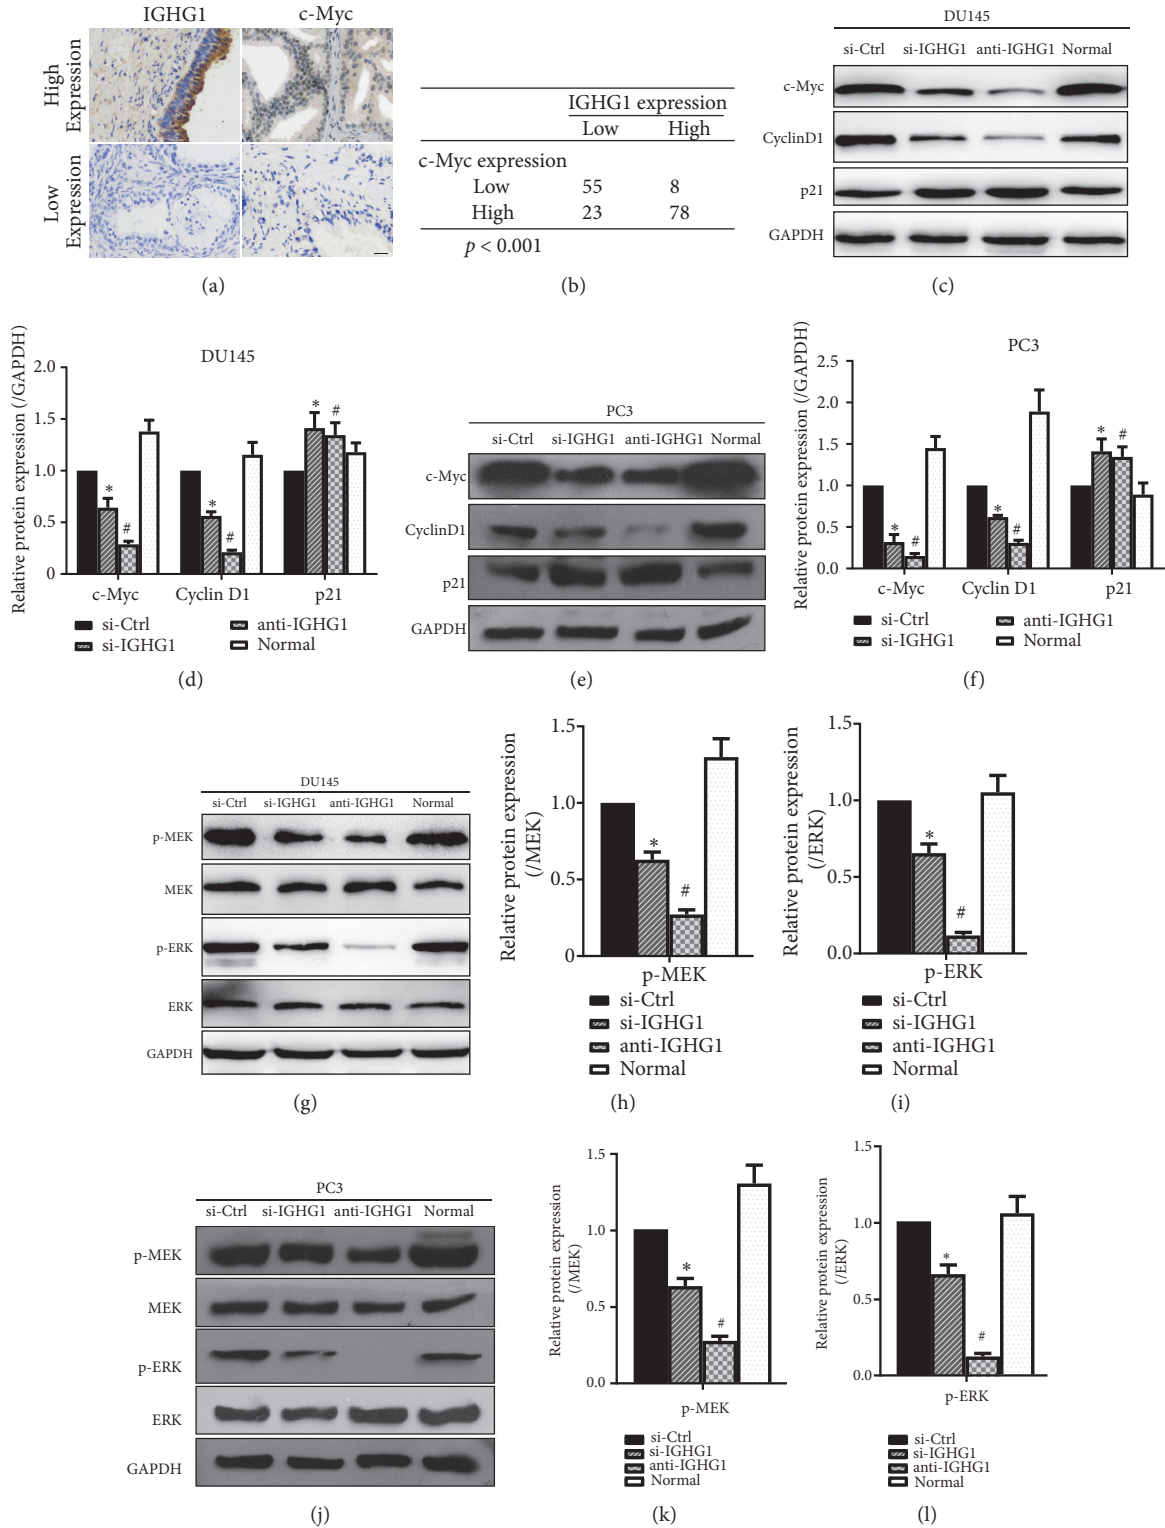 IGHG1
c-Myc
High
Expression
Low
Expression
(a)
IGHG1 expression
Low High
c-Myc expression
Low 55 8
High 23 78
p < 0.001
(b)
DU145
si-Ctrl si-IGHG1 anti-IGHG1 Normal
c-Myc
CyclinD1
p21
GAPDH
(c)
DU145
Relative protein expression (/GAPDH)
2.0
1.5
1.0
0.5
0
* # * # * #
c-Myc Cyclin D1 p21
si-Ctrl anti-IGHG1
si-IGHG1 Normal
(d)
PC3
si-Ctrl si-IGHG1 anti-IGHG1 Normal
c-Myc
CyclinD1
p21
GAPDH
(e)
PC3
Relative protein expression (/GAPDH)
2.5
2.0
1.5
1.0
0.5
0.0
* # * # * #
c-Myc Cyclin D1 p21
si-Ctrl anti-IGHG1
si-IGHG1 Normal
(f)
DU145
si-Ctrl si-IGHG1 anti-IGHG1 Normal
p-MEK
MEK
p-ERK
ERK
GAPDH
(g)
Relative protein expression
(/MEK)
1.5
1.0
0.5
0
* #
p-MEK
si-Ctrl
si-IGHG1
anti-IGHG1
Normal
(h)
Relative protein expression
(/ERK)
1.5
1.0
0.5
0.0
* #
p-ERK
si-Ctrl
si-IGHG1
anti-IGHG1
Normal
(i)
PC3
si-Ctrl si-IGHG1 anti-IGHG1 Normal
p-MEK
MEK
p-ERK
ERK
GAPDH
(j)
Relative protein expression
(/MEK)
1.5
1.0
0.5
0.0
* #
p-MEK
si-Ctrl
si-IGHG1
anti-IGHG1
Normal
(k)
Relative protein expression
(/ERK)
1.5
1.0
0.5
0.0
* #
p-ERK
si-Ctrl
si-IGHG1
anti-IGHG1
Normal
(l)